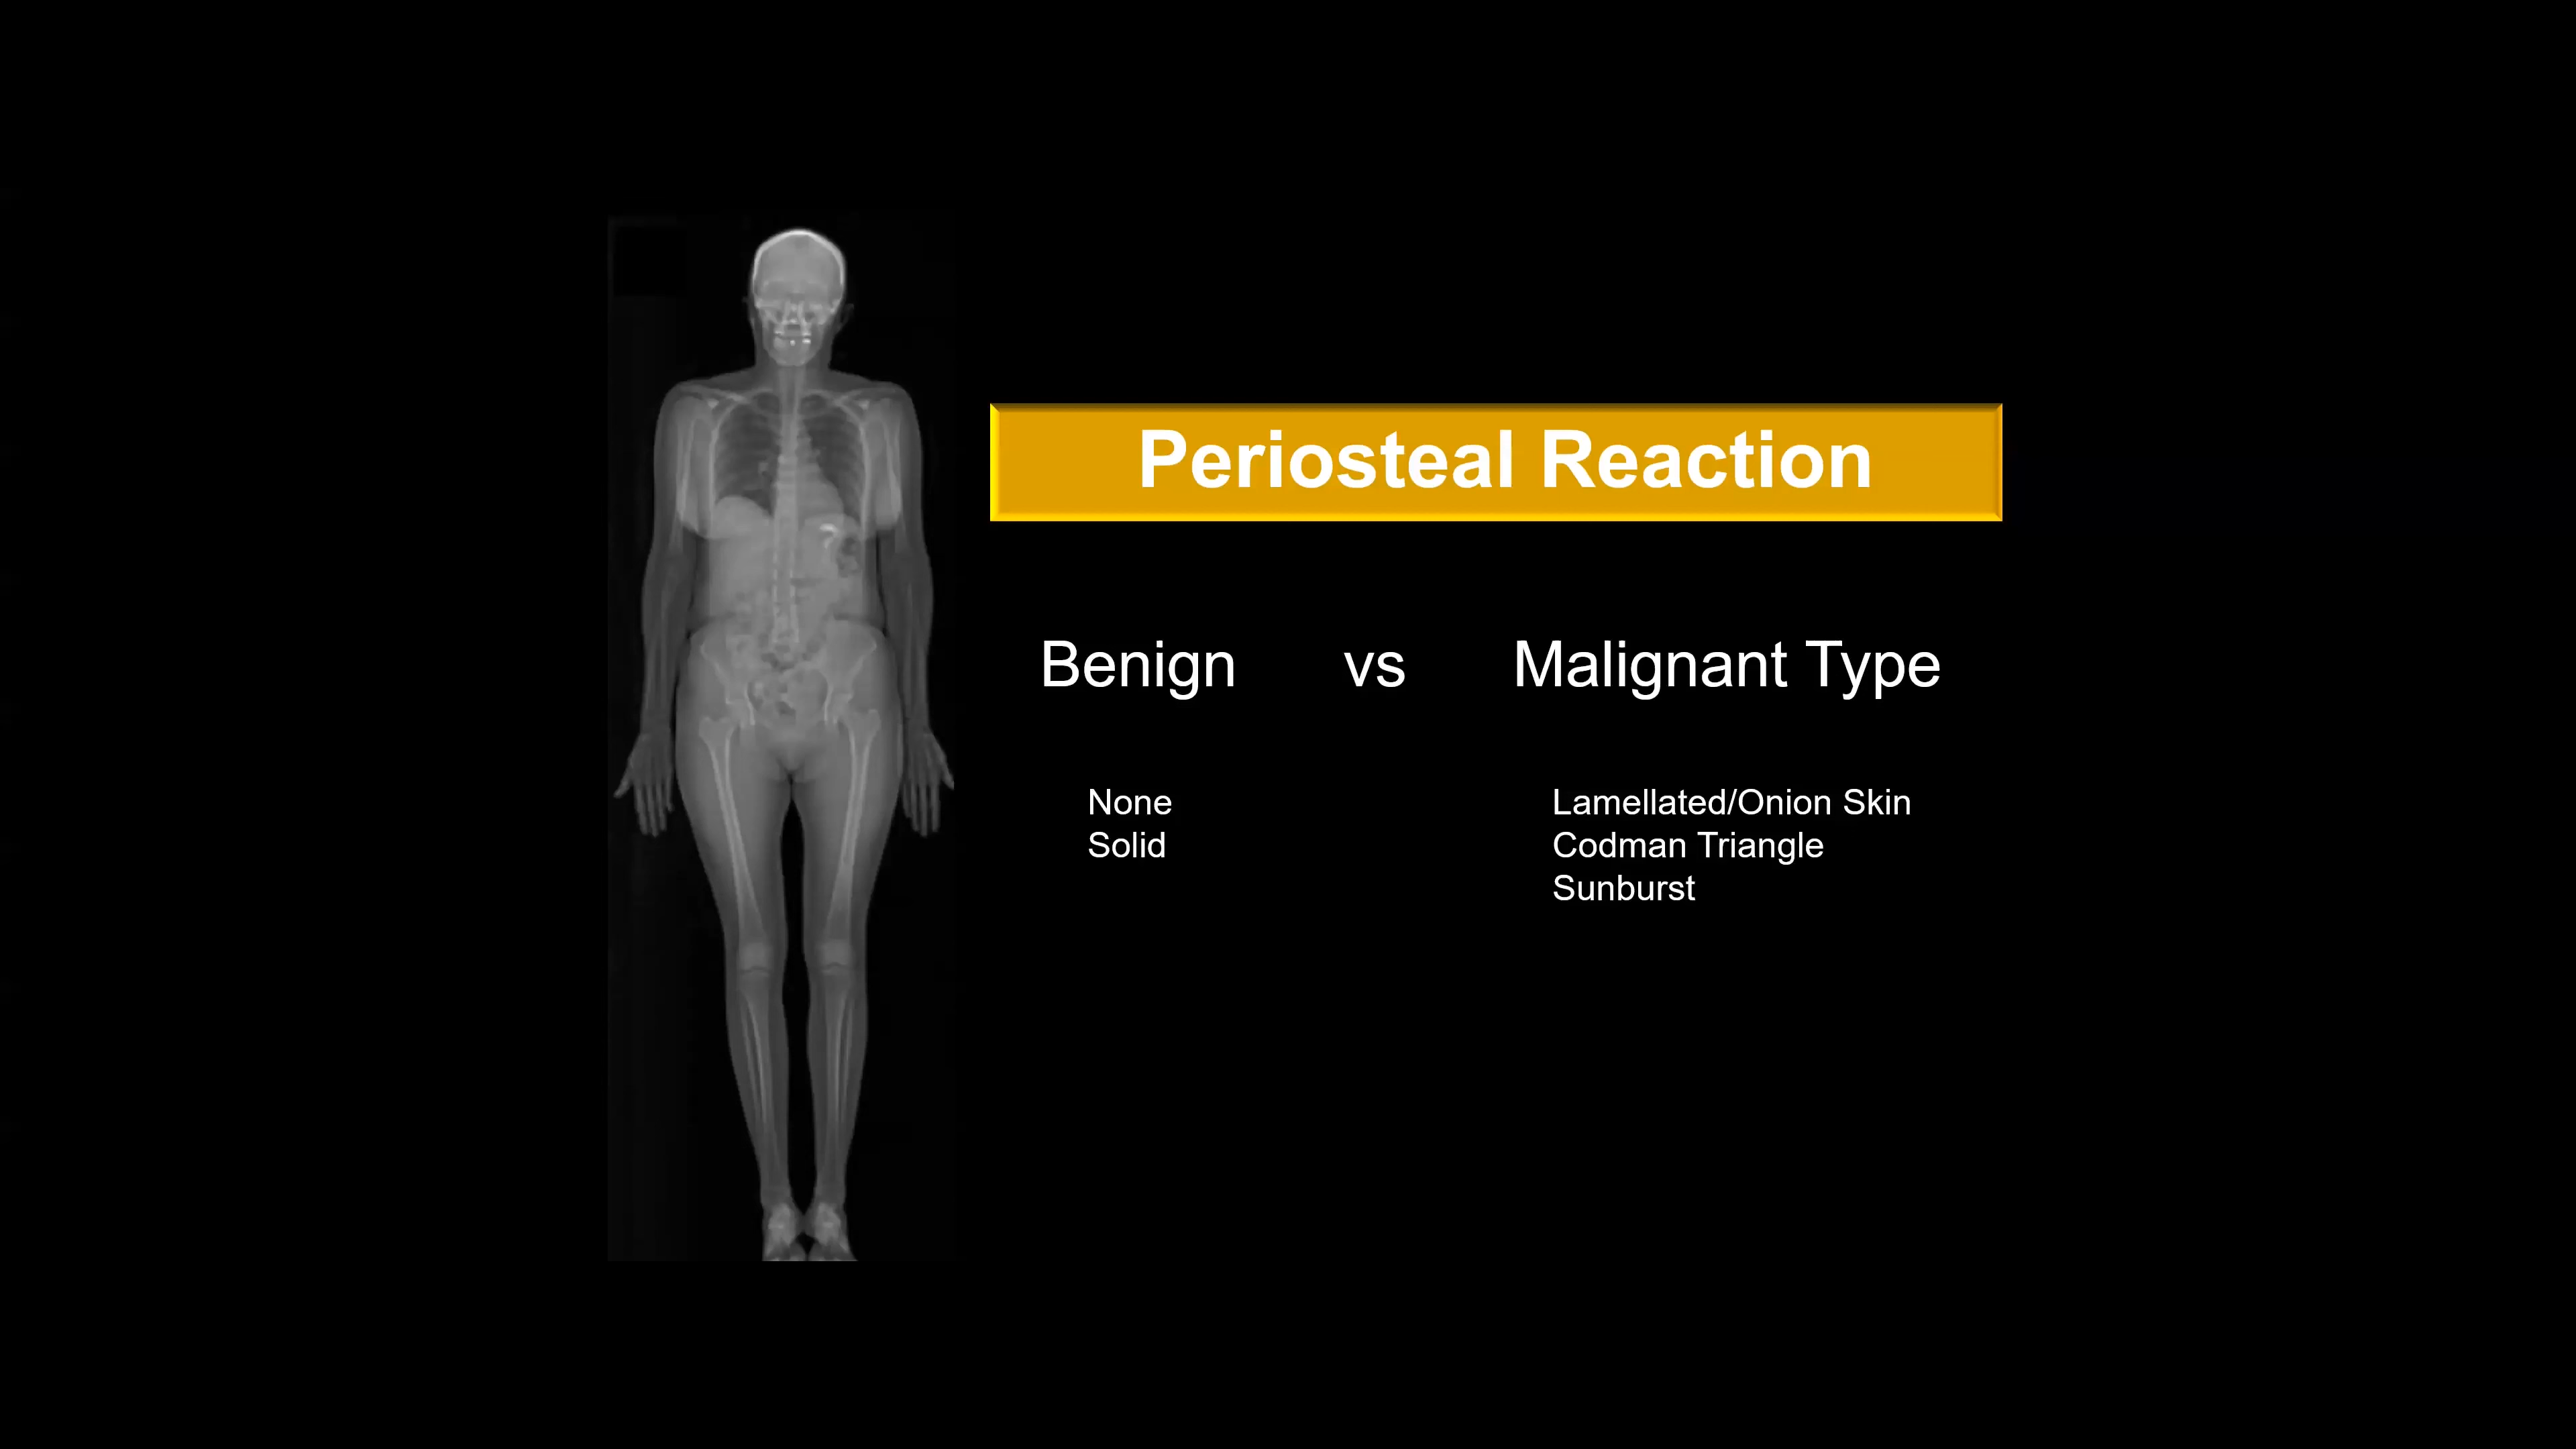 Periosteal Reaction
Benign vs Malignant Type
None
Solid
Lamellated/Onion Skin
Codman Triangle
Sunburst